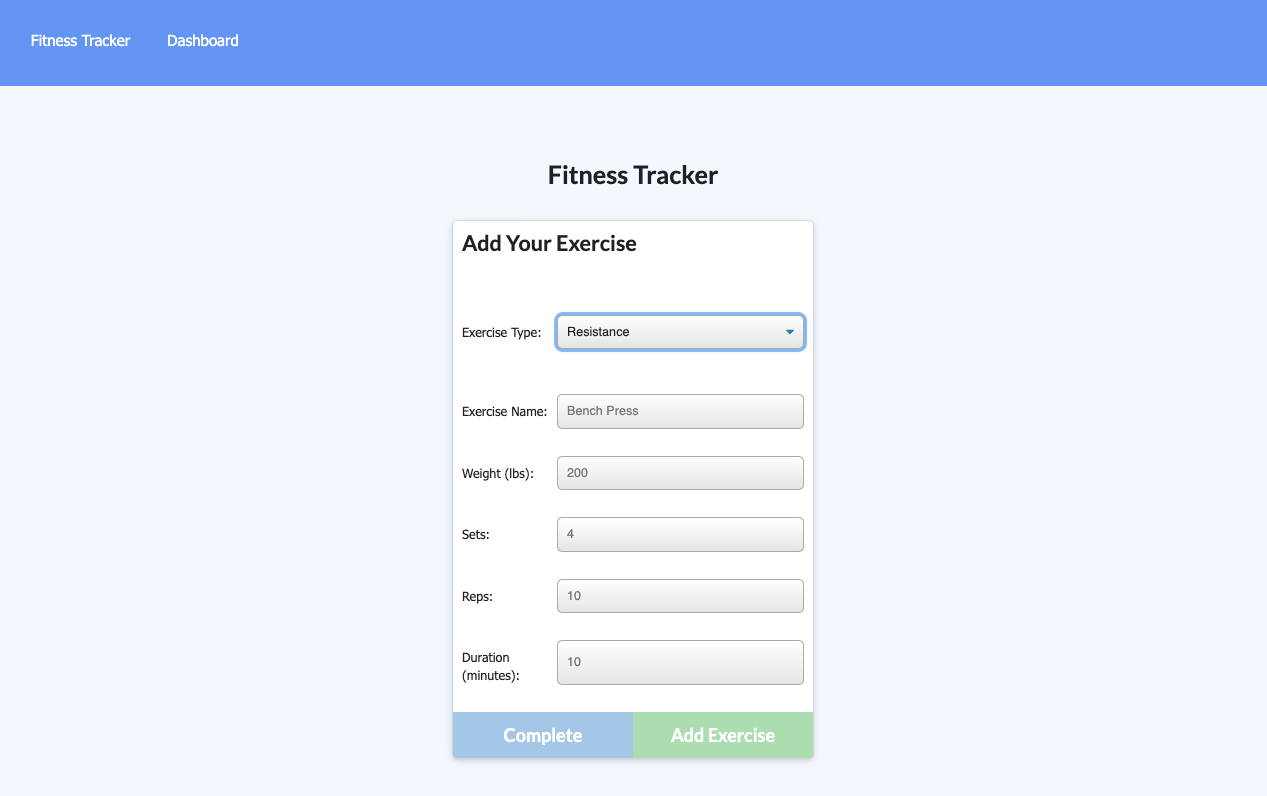 Fitness Tracker Dashboard
Fitness Tracker
Add Your Exercise
Exercise Type: Resistance
Exercise Name: Bench Press
Weight (lbs): 200
Sets: 4
Reps: 10
Duration
(minutes): 10
Complete Add Exercise